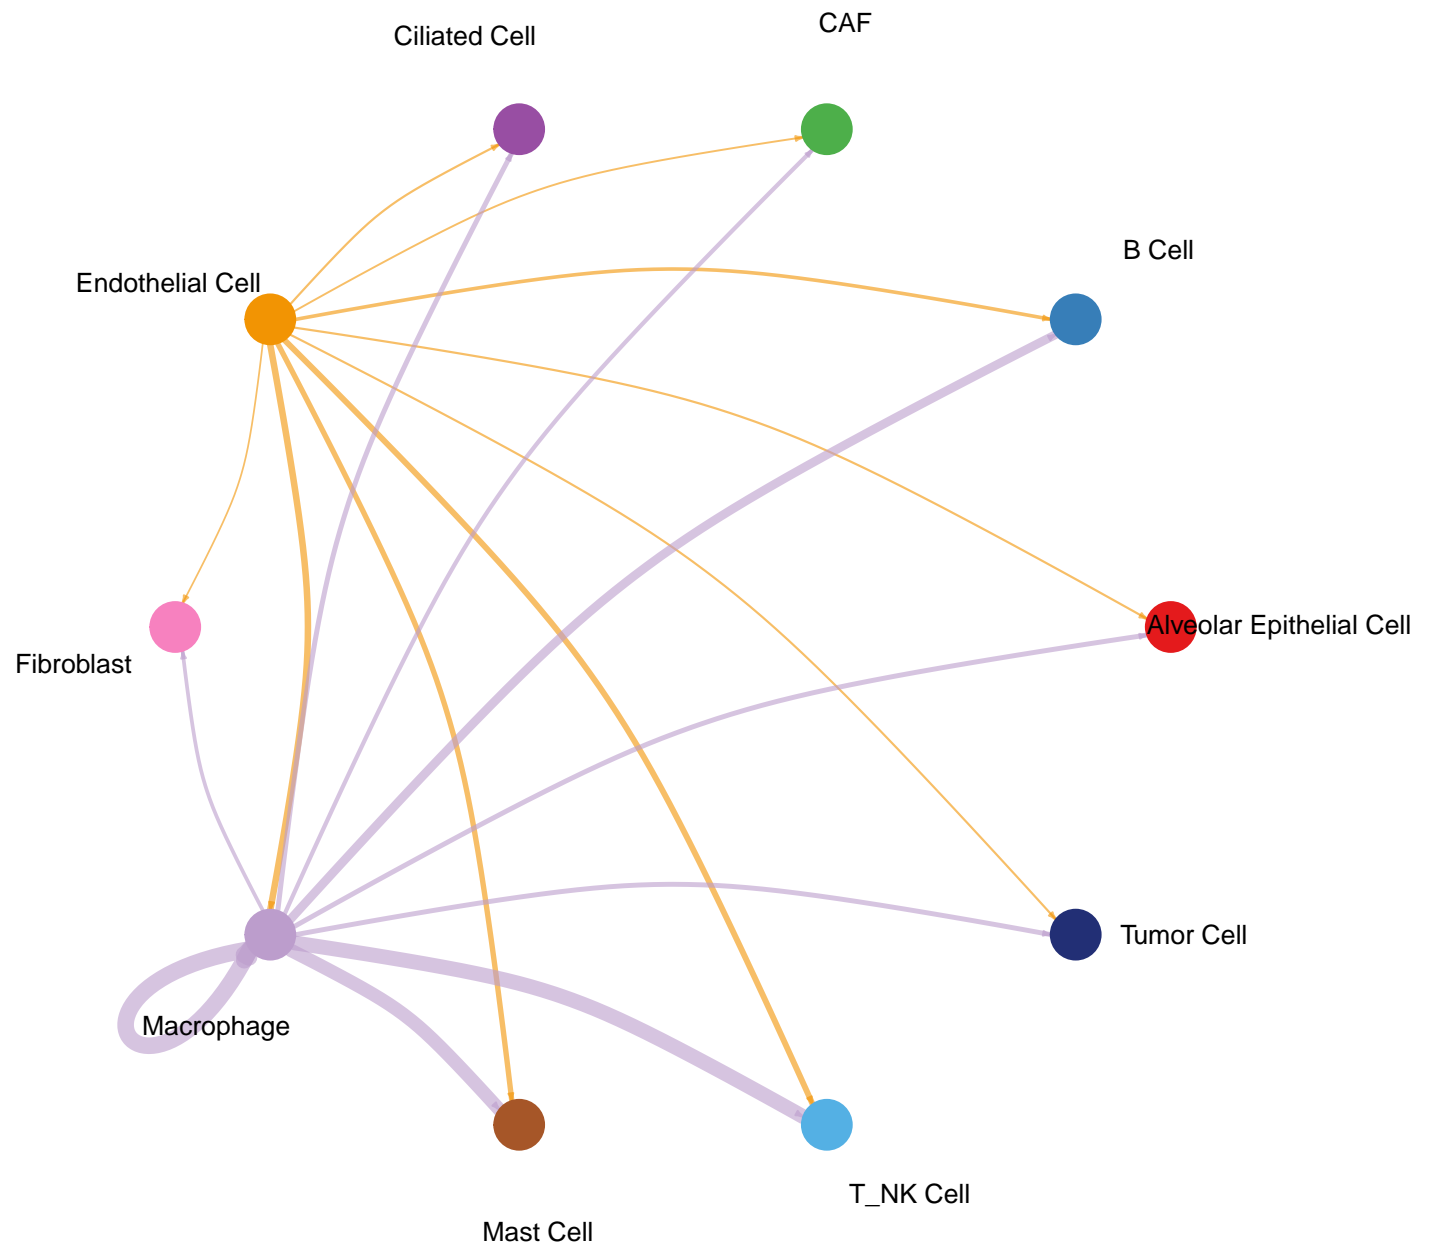 CAF
Ciliated Cell
B Cell
Endothelial Cell
Alveolar Epithelial Cell
Fibroblast
Tumor Cell
Macrophage
T_NK Cell
Mast Cell